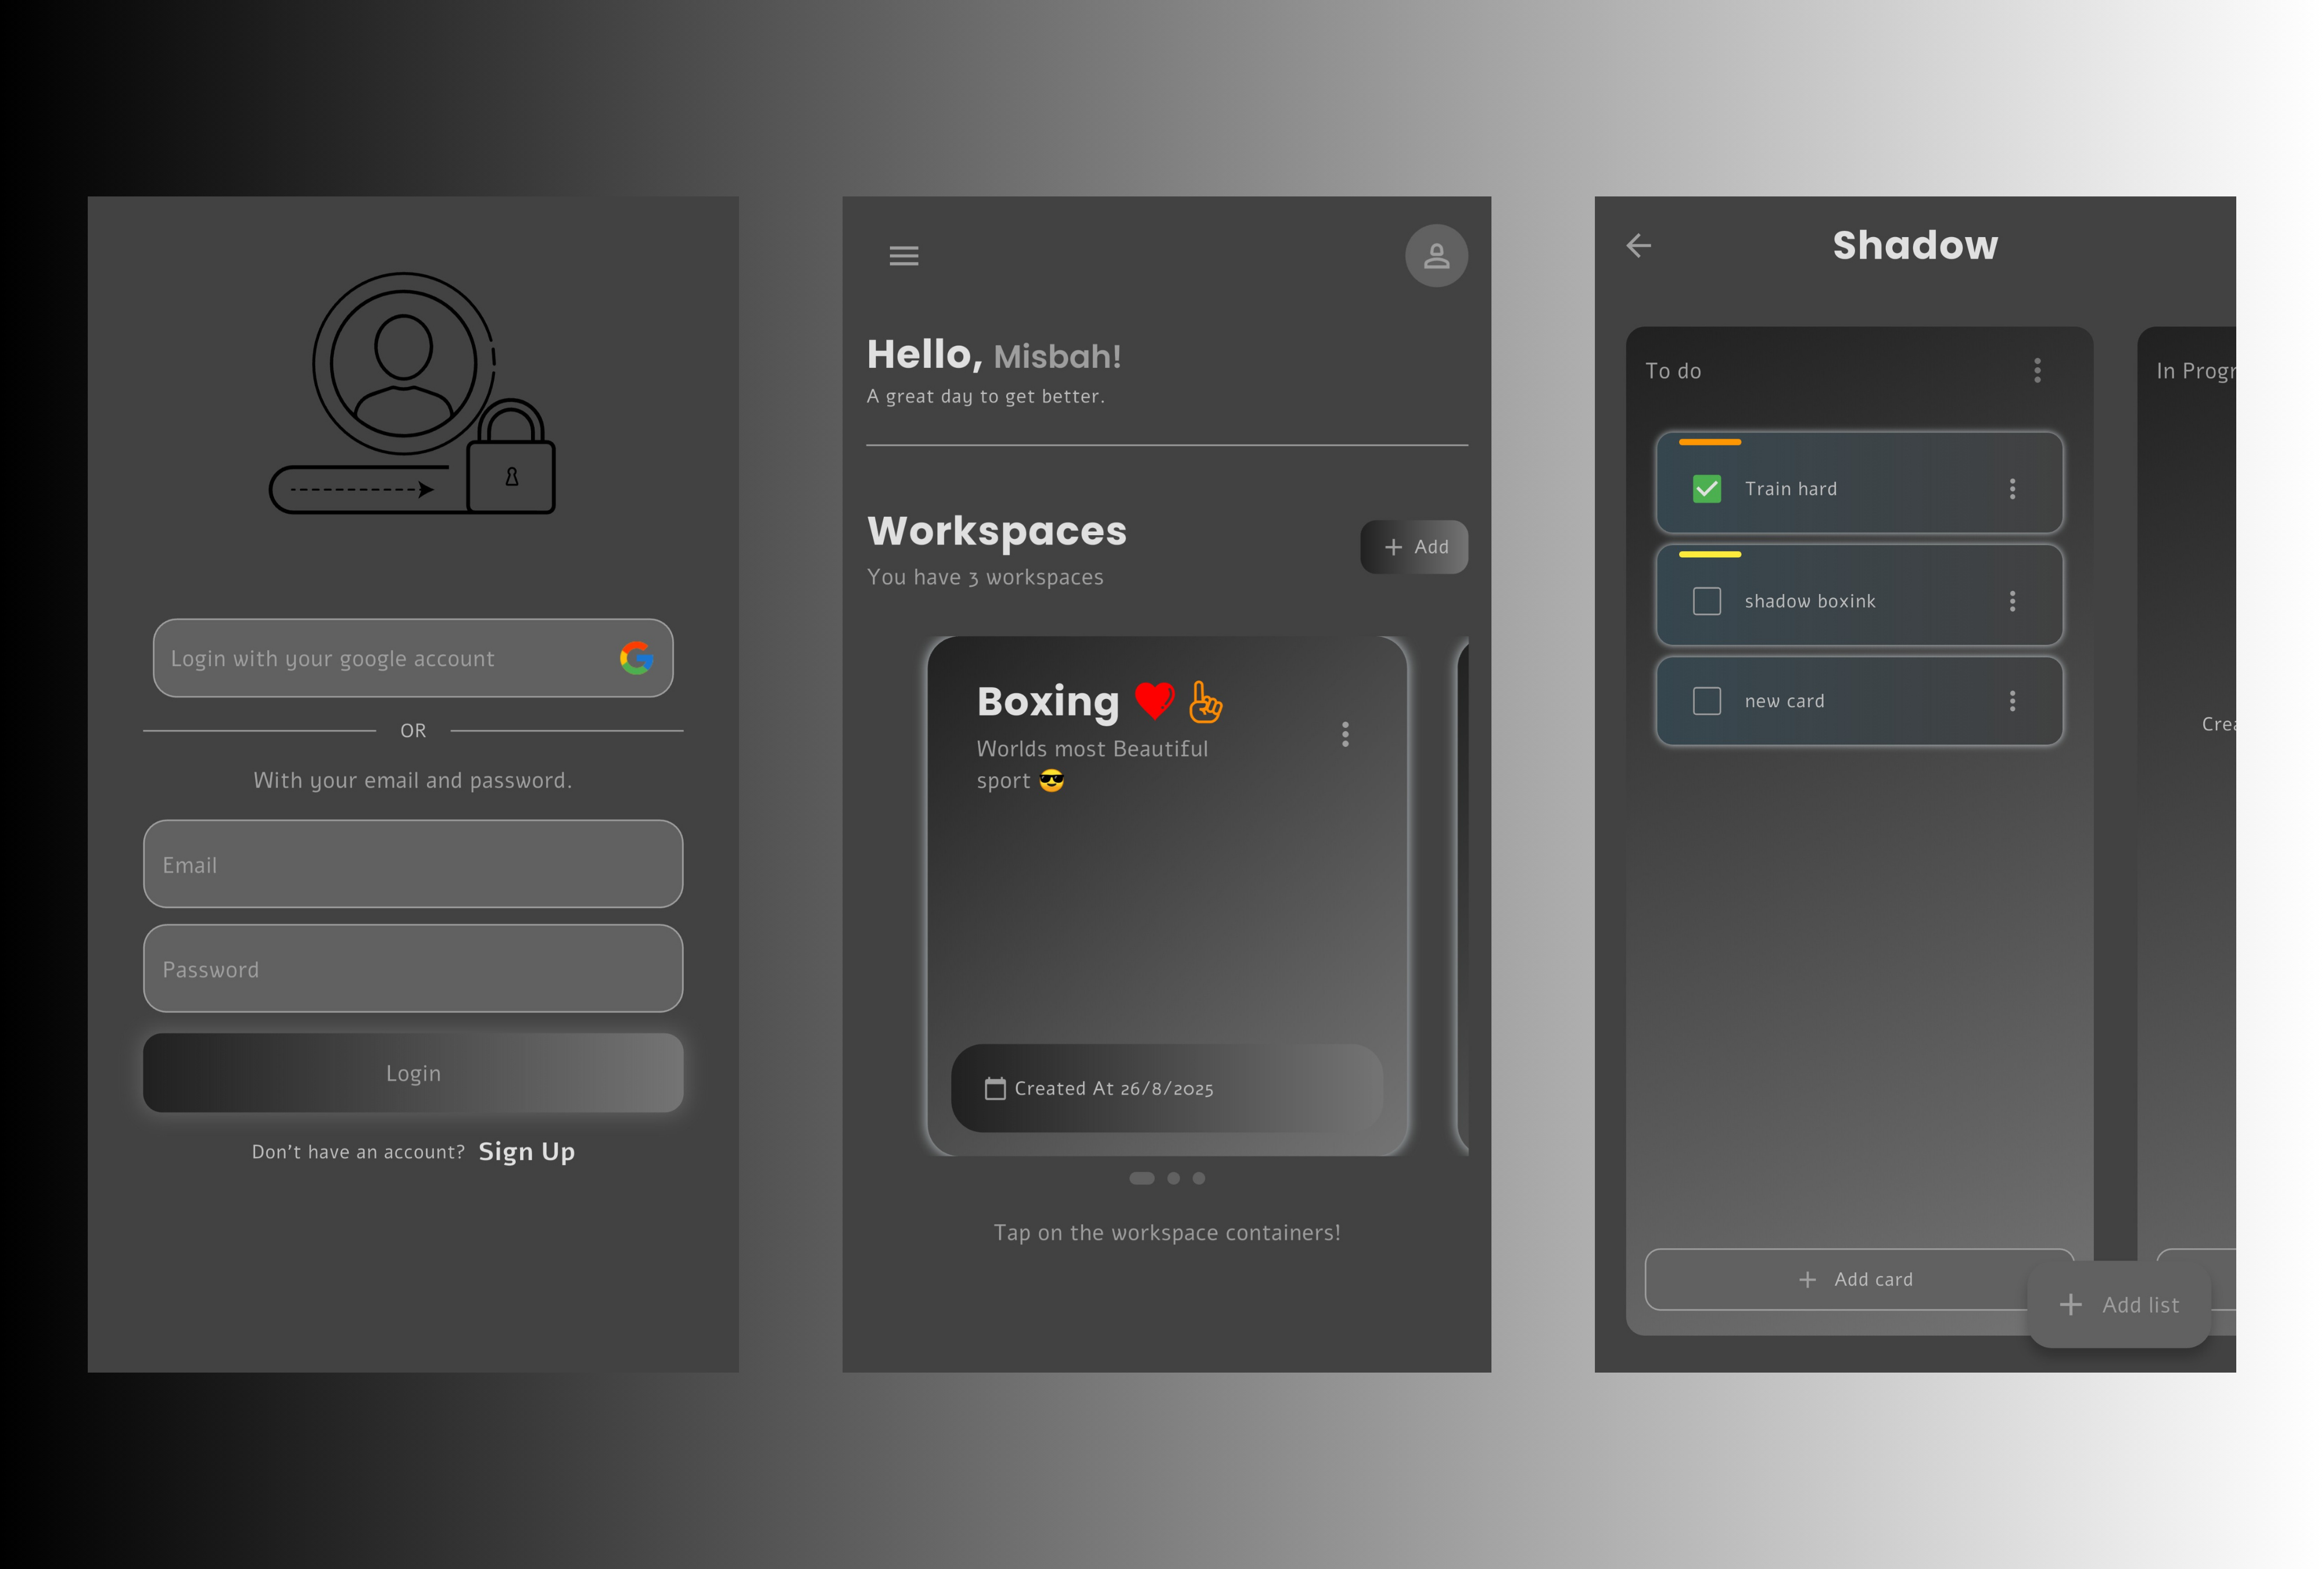 Login with your google account
OR
With your email and password.
Email
Password
Login
Don't have an account? Sign Up
Hello, Misbah!
A great day to get better.
Workspaces
You have 3 workspaces
+ Add
Boxing ❤️
Worlds most Beautiful
sport 😎
Created At 26/8/2025
Tap on the workspace containers!
Shadow
To do
Train hard
shadow boxink
new card
+ Add card
In Progr
Crea
+ Add list